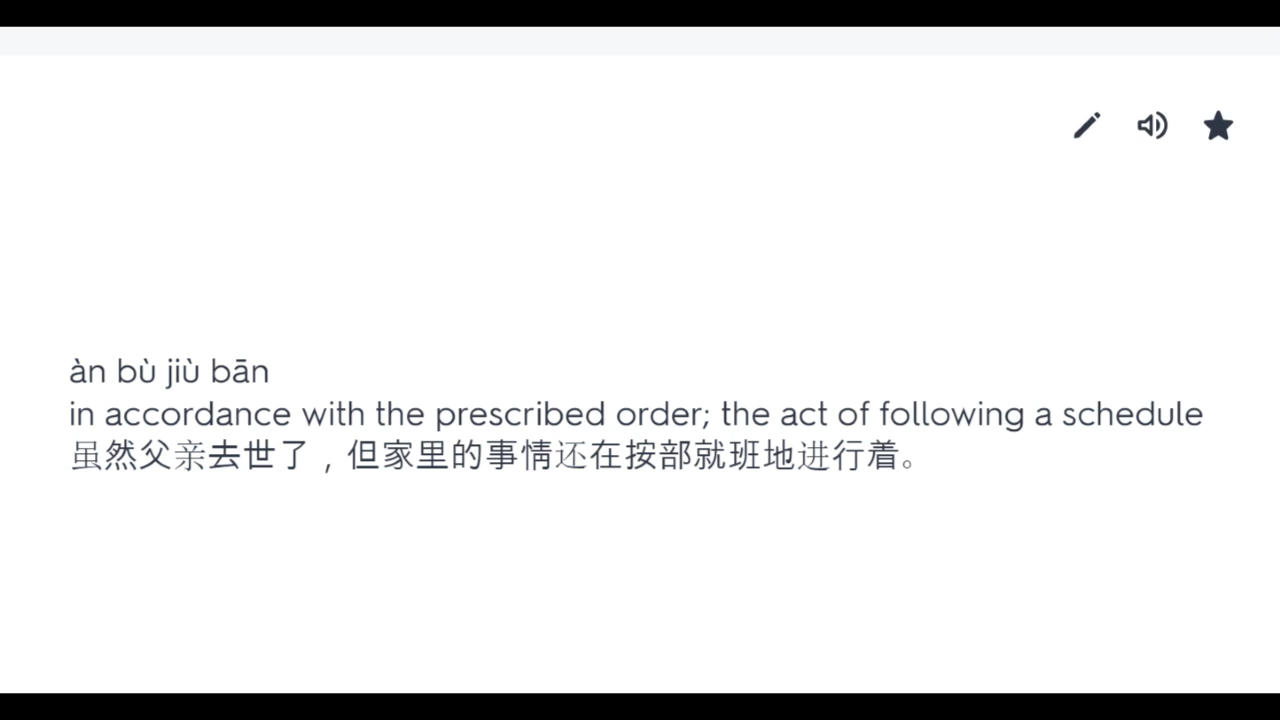 àn bù jiù bān
in accordance with the prescribed order; the act of following a schedule
虽然父亲去世了，但家里的事情还在按部就班地进行着。